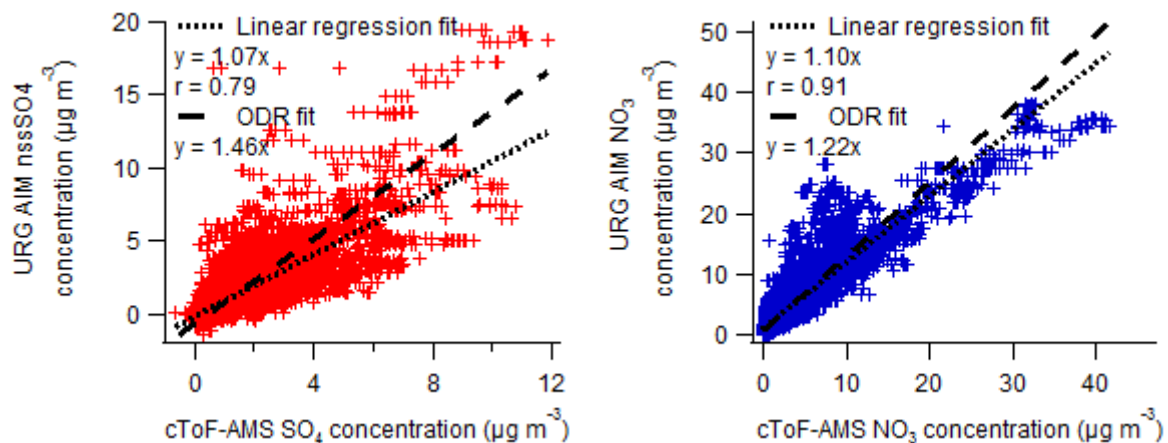 URG AIM nssSO4
concentration (µg m⁻³)
20
15
10
5
0
Linear regression fit
y = 1.07x
r = 0.79
ODR fit
y = 1.46x
0
4
8
12
cToF-AMS SO₄ concentration (µg m⁻³)
URG AIM NO₃
concentration (µg m⁻³)
50
40
30
20
10
0
Linear regression fit
y = 1.10x
r = 0.91
ODR fit
y = 1.22x
0
10
20
30
40
cToF-AMS NO₃ concentration (µg m⁻³)